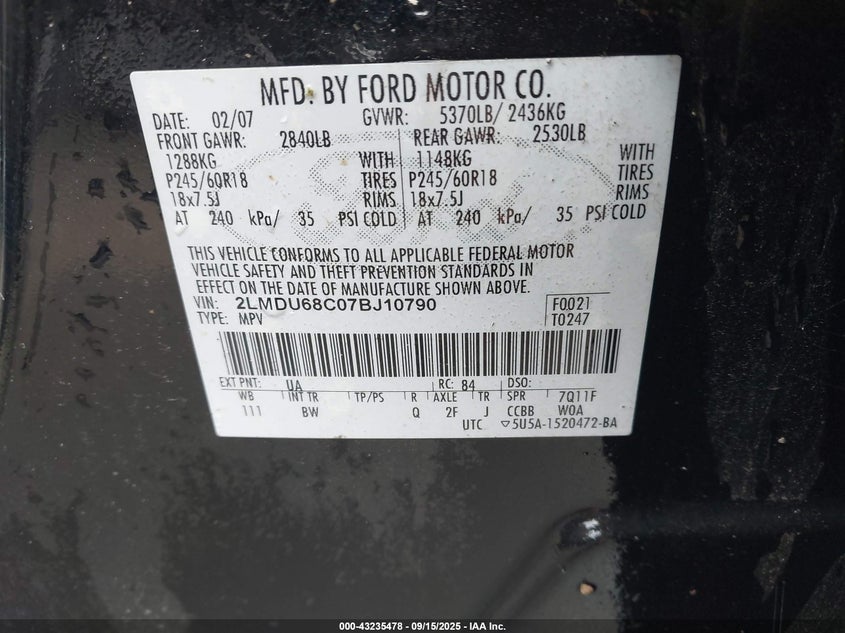 MFD. BY FORD MOTOR CO.
DATE: 02/07 GVWR: 5370LB/ 2436KG
FRONT GAWR: 2840LB REAR GAWR: 2530LB
1288KG WITH 1148KG WITH
P245/60R18 TIRES P245/60R18 TIRES
18x7.5J RIMS 18x7.5J RIMS
AT 240 kPa/ 35 PSI COLD AT 240 kPa/ 35 PSI COLD
THIS VEHICLE CONFORMS TO ALL APPLICABLE FEDERAL MOTOR
VEHICLE SAFETY AND THEFT PREVENTION STANDARDS IN
EFFECT ON THE DATE OF MANUFACTURE SHOWN ABOVE.
VIN: 2LMDU68C07BJ10790 F0021
TYPE: MPV T0247
EXT PNT: UA RC: 84 DSO:
WB INT TR TP/PS R AXLE TR SPR 7Q11F
111 BW Q 2F J CCBB W0A
UTC ▽5U5A-1520472-BA
000-43235478 - 09/15/2025 - IAA Inc.